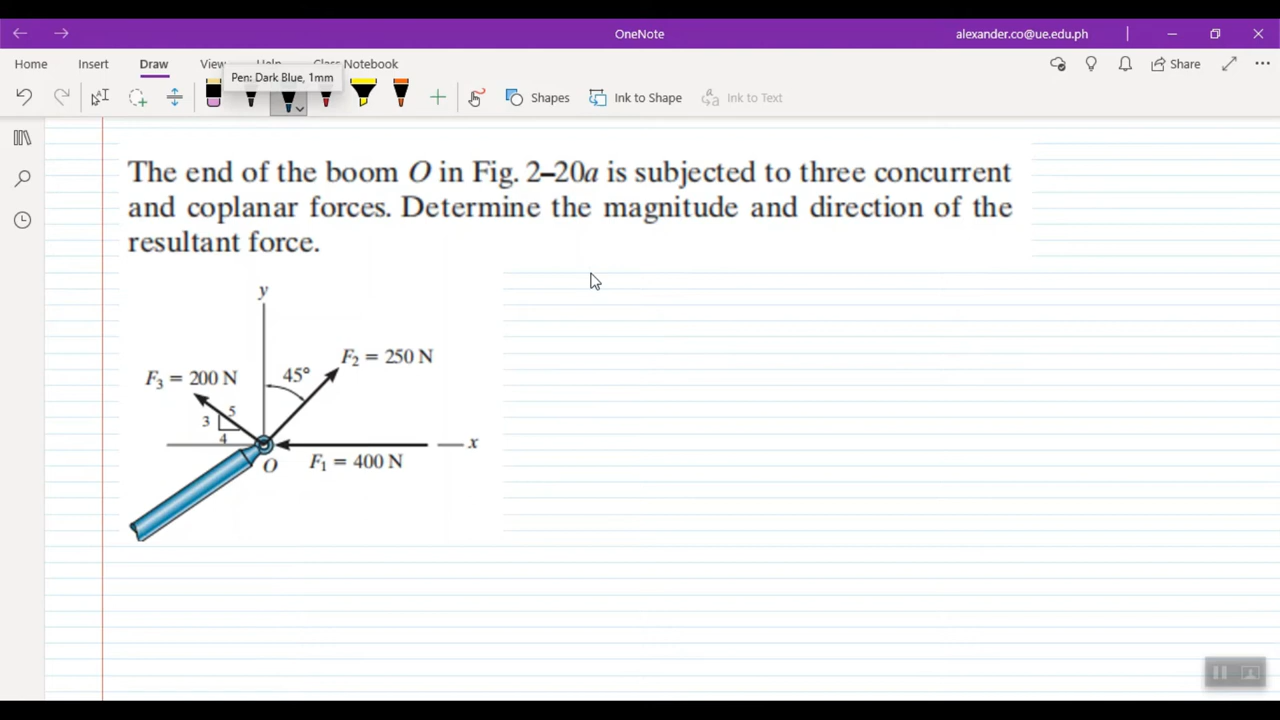 OneNote
alexander.co@ue.edu.ph
Home Insert Draw View Help Class Notebook
Pen: Dark Blue, 1mm
Share
Shapes
Ink to Shape
Ink to Text
The end of the boom O in Fig. 2–20a is subjected to three concurrent
and coplanar forces. Determine the magnitude and direction of the
resultant force.
y
F₂ = 250 N
45°
F₃ = 200 N
5
3
4
x
O
F₁ = 400 N